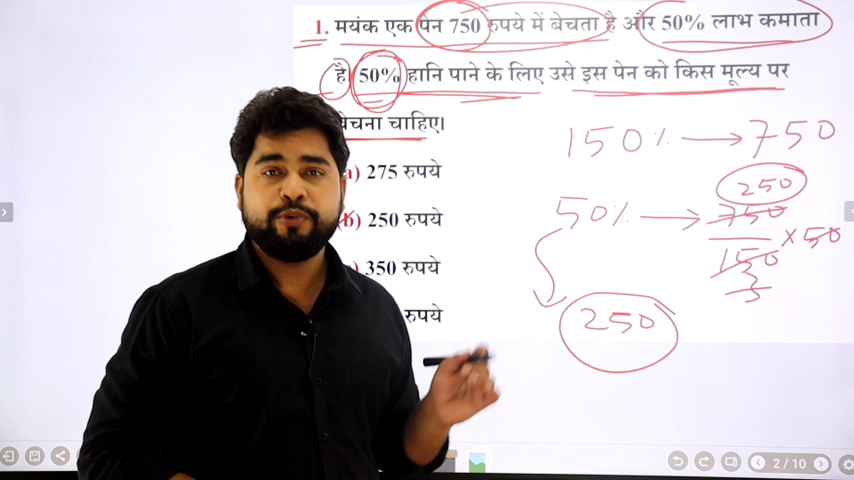 1. मयंक एक पेन 750 रुपये में बेचता है और 50% लाभ कमाता
है 50% हानि पाने के लिए उसे इस पेन को किस मूल्य पर
बेचना चाहिए।
a) 275 रुपये
(b) 250 रुपये
) 350 रुपये
रुपये
150% → 750
50% → 750/150 × 50
250
3
250
2 / 10